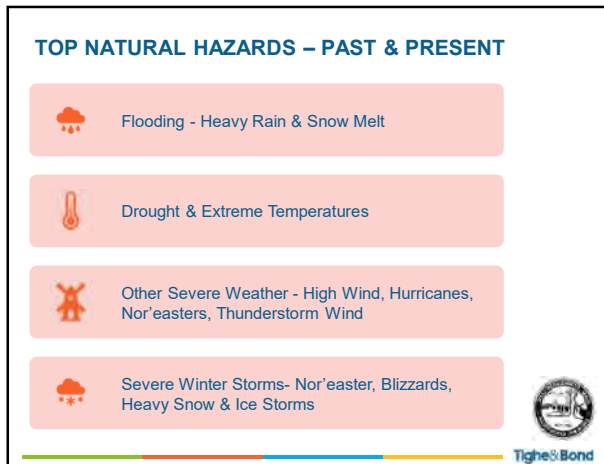 TOP NATURAL HAZARDS – PAST & PRESENT
Flooding - Heavy Rain & Snow Melt
Drought & Extreme Temperatures
Other Severe Weather - High Wind, Hurricanes,
Nor’easters, Thunderstorm Wind
Severe Winter Storms- Nor’easter, Blizzards,
Heavy Snow & Ice Storms
Tighe&Bond